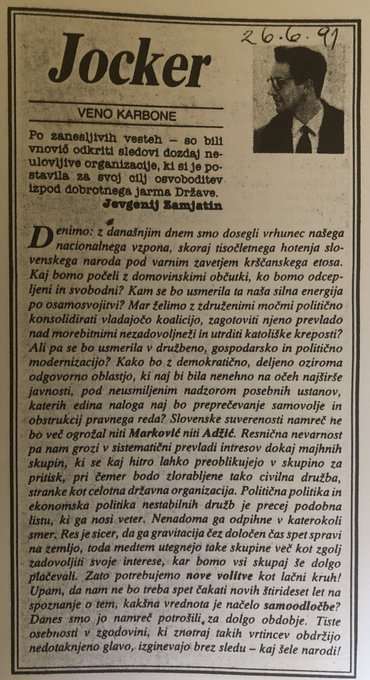 26.6.91
Jocker
VENO KARBONE
Po zanesljivih vesteh – so bili
vnovič odkriti sledovi dozdaj ne-
ulovljive organizacije, ki si je po-
stavila za svoj cilj osvoboditev
izpod dobrotnega jarma Države.
Jevgenij Zamjatin
Denimo: z današnjim dnem smo dosegli vrhunec našega
nacionalnega vzpona, skoraj tisočletnega hotenja slo-
venskega naroda pod varnim zavetjem krščanskega etosa.
Kaj bomo počeli z domovinskimi občutki, ko bomo odcep-
ljeni in svobodni? Kam se bo usmerila ta naša silna energija
po osamosvojitvi? Mar želimo z združenimi močmi politično
konsolidirati vladajočo koalicijo, zagotoviti njeno prevlado
nad morebitnimi nezadovoljneži in utrditi katoliške kreposti?
Ali pa se bo usmerila v družbeno, gospodarsko in politično
modernizacijo? Kako bo z demokratično, deljeno oziroma
odgovorno oblastjo, ki naj bi bila nenehno na očeh najširše
javnosti, pod neusmiljenim nadzorom posebnih ustanov,
katerih edina naloga naj bo preprečevanje samovolje in
obstrukcij pravnega reda? Slovenske suverenosti namreč ne
bo več ogrožal niti Marković niti Adžić. Resnična nevarnost
pa nam grozi v sistematični prevladi intresov dokaj majhnih
skupin, ki se kaj hitro lahko preoblikujejo v skupino za
pritisk, pri čemer bodo zlorabljene tako civilna družba,
stranke kot celotna državna organizacija. Politična politika in
ekonomska politika nestabilnih družb je precej podobna
listu, ki ga nosi veter. Nenadoma ga odpihne v katerokoli
smer. Res je sicer, da ga gravitacija čez določen čas spet spravi
na zemljo, toda medtem utegnejo take skupine več kot zgolj
zadovoljiti svoje interese, kar bomo vsi skupaj še dolgo
plačevali. Zato potrebujemo nove volitve kot lačni kruh!
Upam, da nam ne bo treba spet čakati novih štirideset let na
spoznanje o tem, kakšna vrednota je načelo samoodločbe?
Danes smo jo namreč potrošili za dolgo obdobje. Tiste
osebnosti v zgodovini, ki znotraj takih vrtincev obdržijo
nedotaknjeno glavo, izginevajo brez sledu – kaj šele narodi!